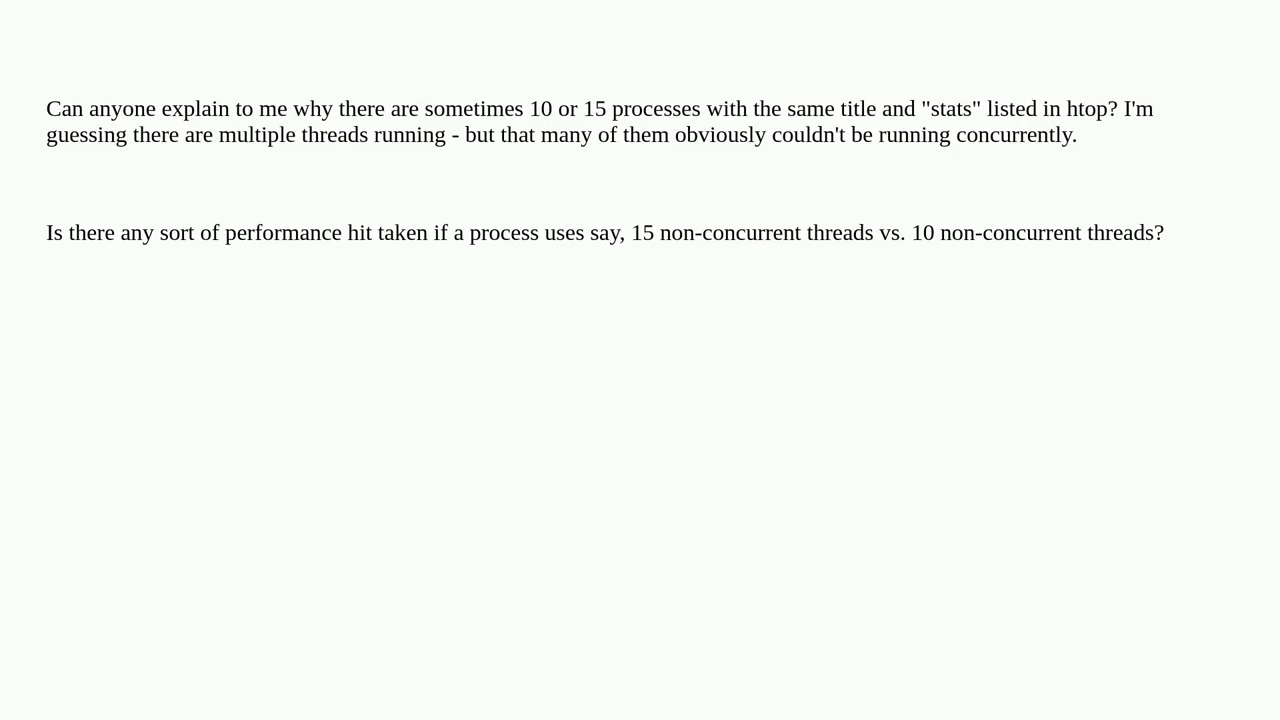 Can anyone explain to me why there are sometimes 10 or 15 processes with the same title and "stats" listed in htop? I'm
guessing there are multiple threads running - but that many of them obviously couldn't be running concurrently.
Is there any sort of performance hit taken if a process uses say, 15 non-concurrent threads vs. 10 non-concurrent threads?